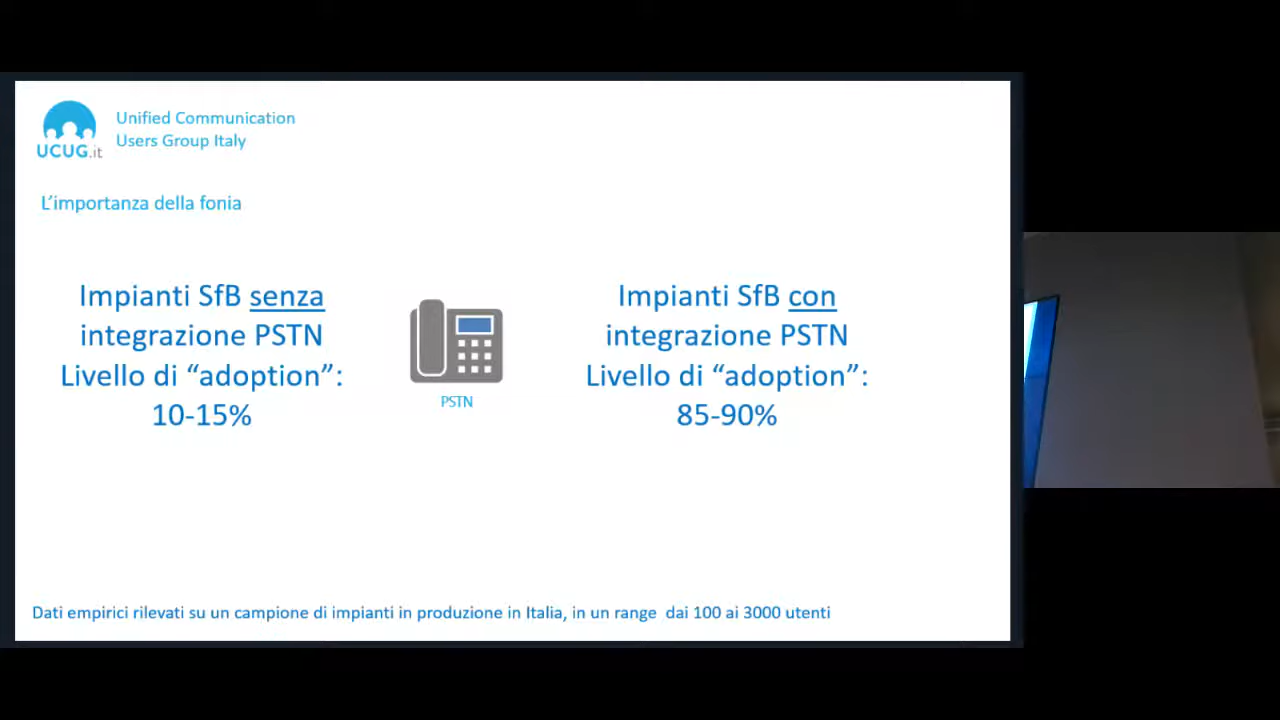 Unified Communication
Users Group Italy
UCUG.it
L'importanza della fonia
Impianti SfB senza
integrazione PSTN
Livello di “adoption”:
10-15%
PSTN
Impianti SfB con
integrazione PSTN
Livello di “adoption”:
85-90%
Dati empirici rilevati su un campione di impianti in produzione in Italia, in un range dai 100 ai 3000 utenti